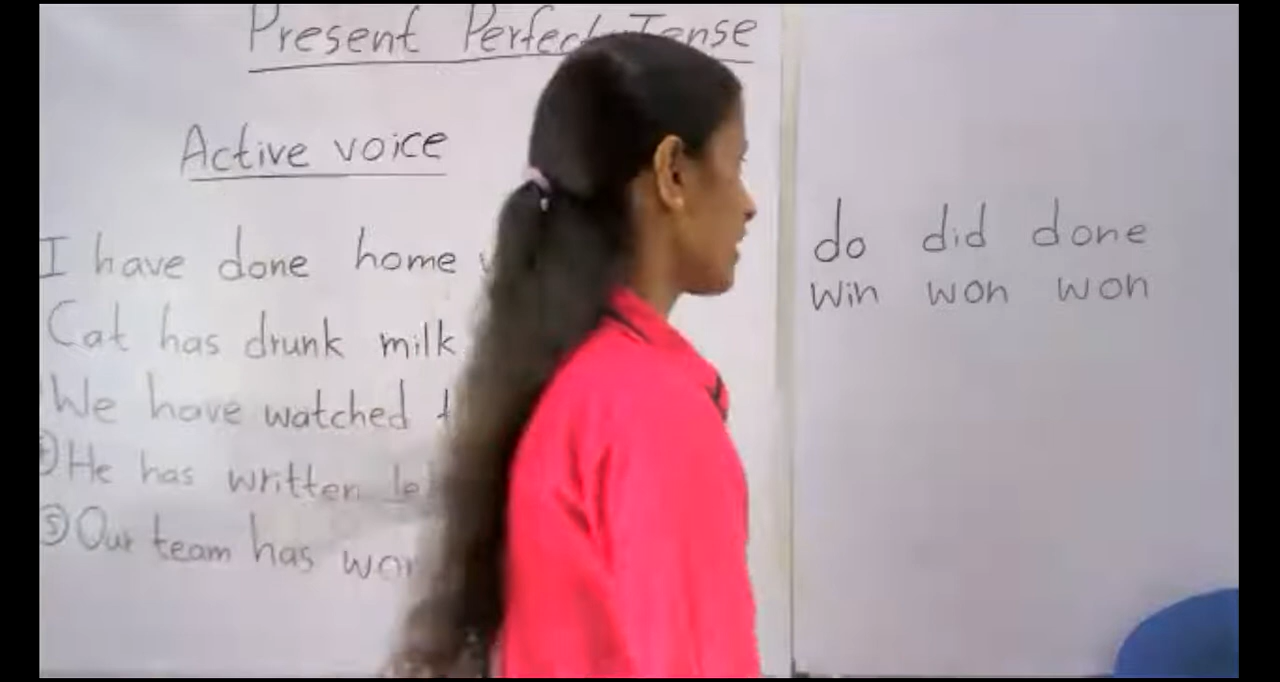 Present Perfect Tense
Active voice
I have done home
Cat has drunk milk
We have watched
He has written
⑤ Our team has
do did done
win won won